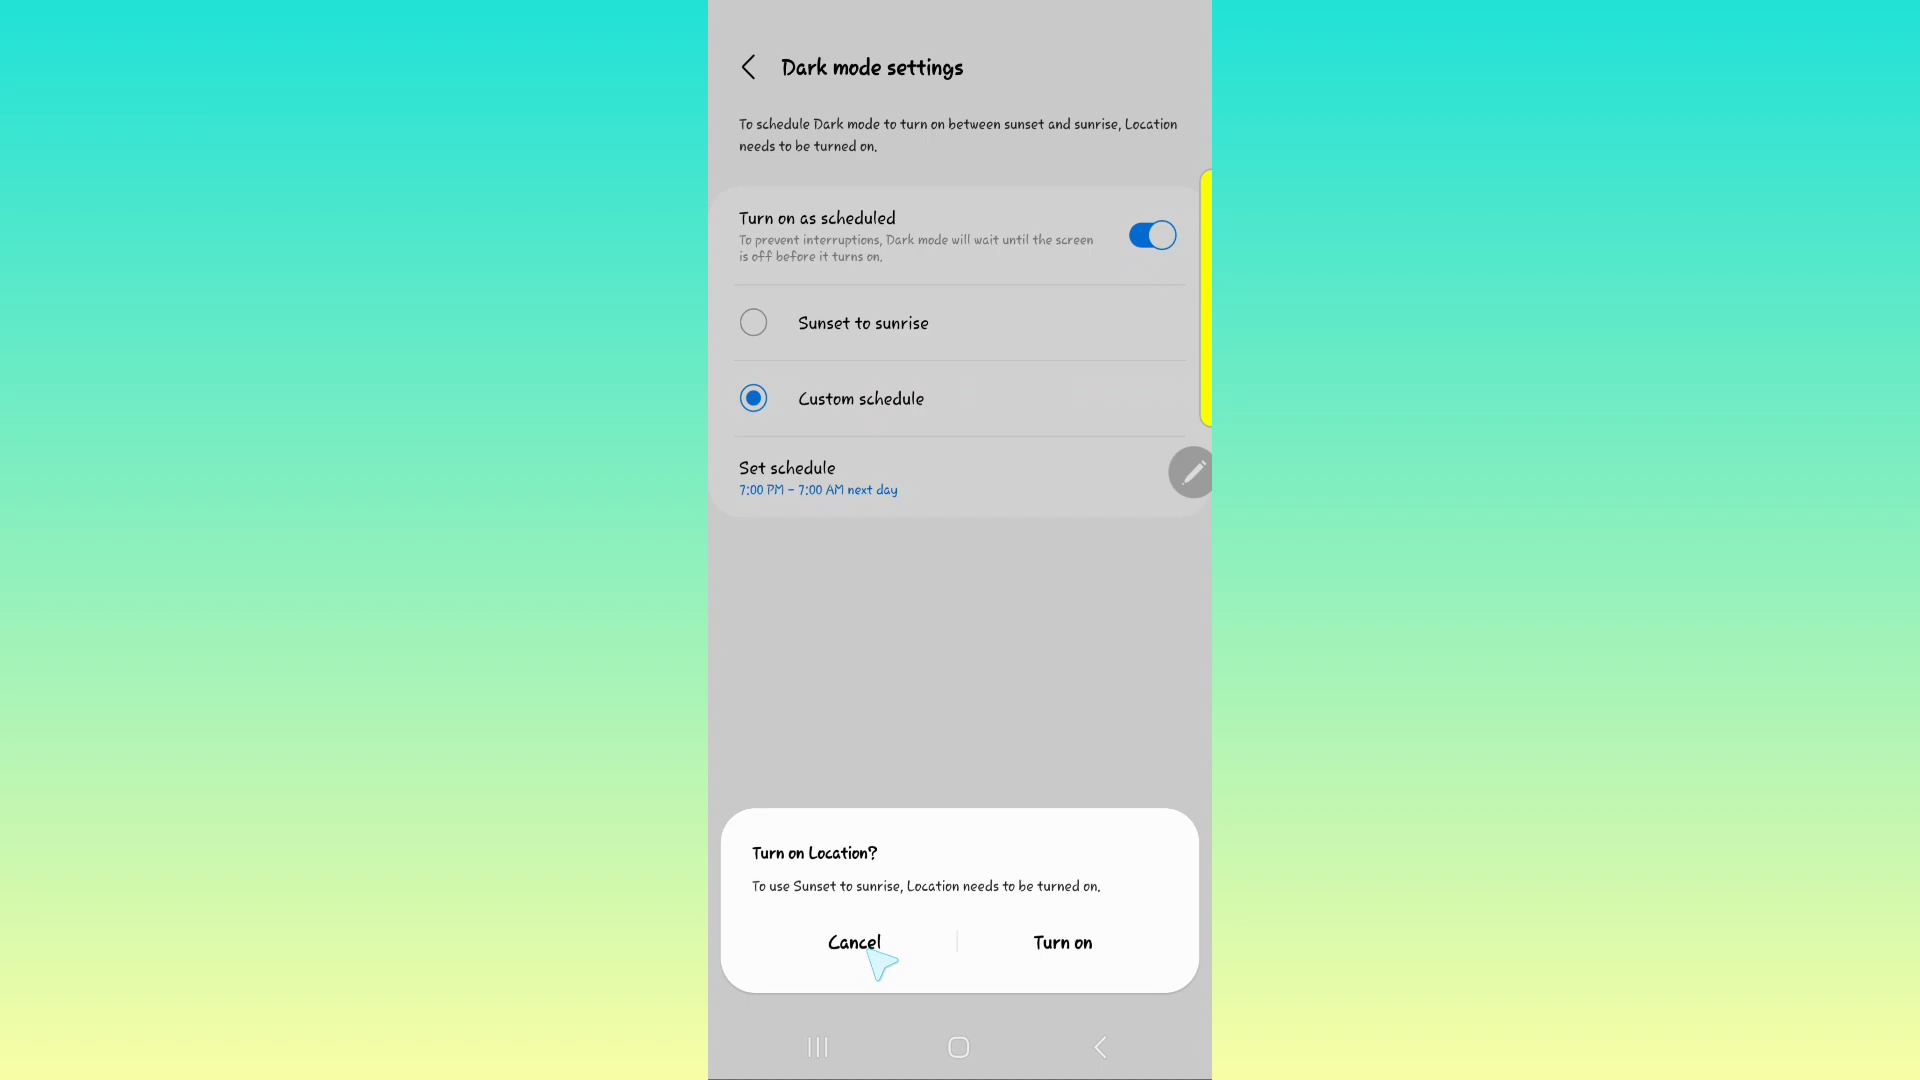 Dark mode settings
To schedule Dark mode to turn on between sunset and sunrise, Location
needs to be turned on.
Turn on as scheduled
To prevent interruptions, Dark mode will wait until the screen
is off before it turns on.
Sunset to sunrise
Custom schedule
Set schedule
7:00 PM – 7:00 AM next day
Turn on Location?
To use Sunset to sunrise, Location needs to be turned on.
Cancel
Turn on